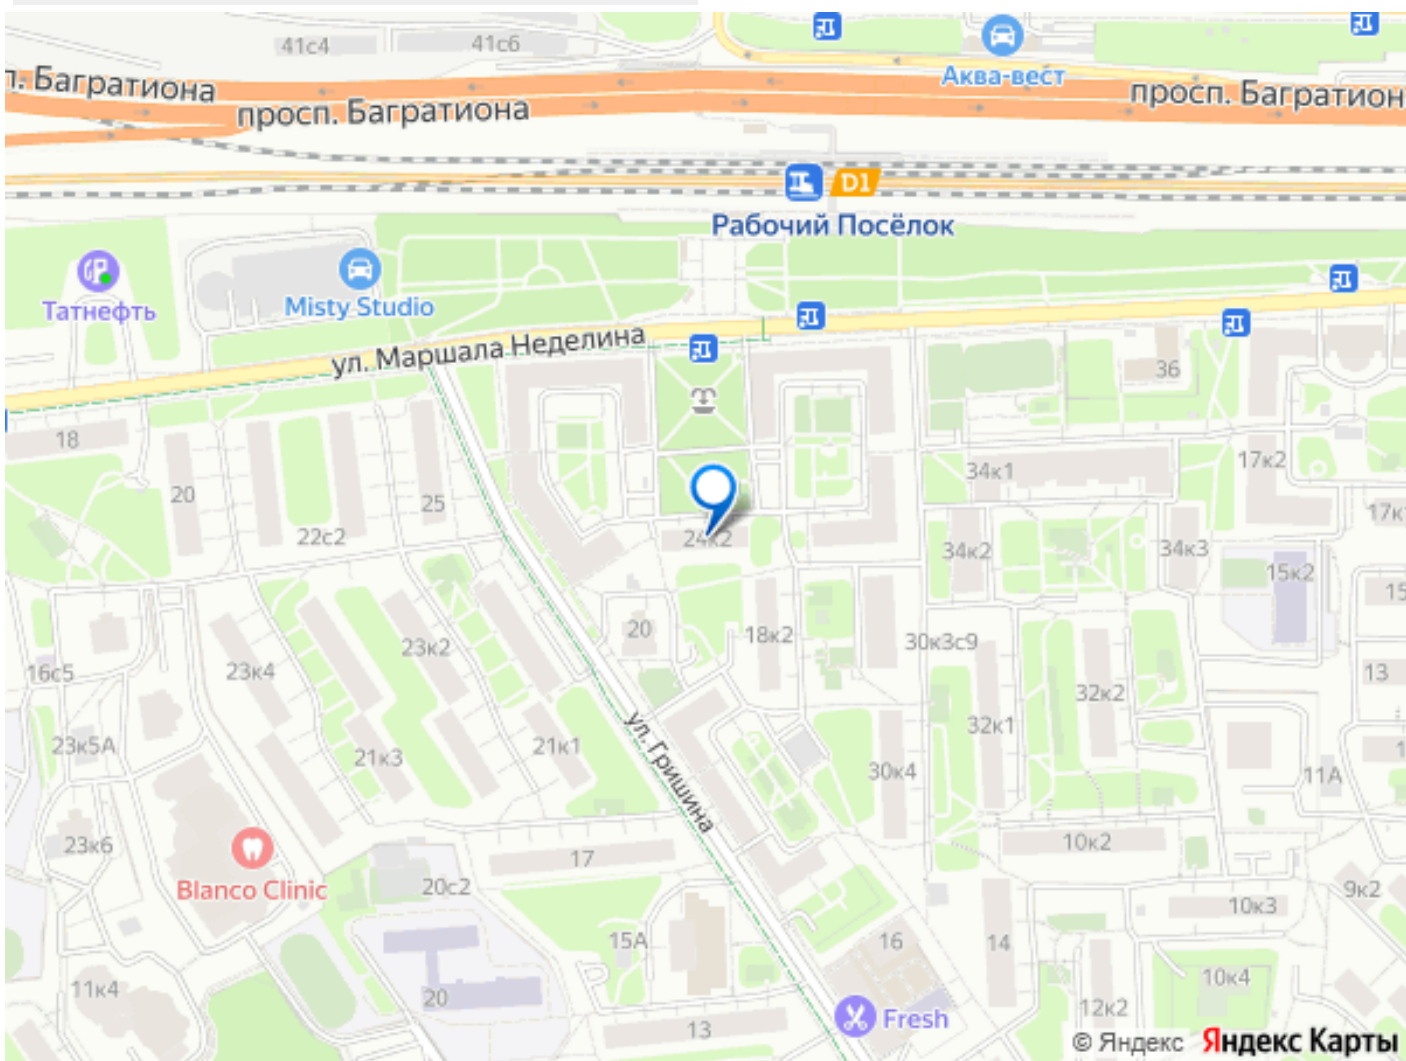 41с4
41с6
Аква-вест
п. Багратиона
просп. Багратиона
просп. Багратион
D1
Рабочий Посёлок
Татнефть
Misty Studio
ул. Маршала Неделина
36
18
34к1
17к2
20
25
22с2
24к2
17к
34к2
34к3
15к2
15
20
18к2
30к3с9
23к2
23к4
16с5
13
32к2
32к1
23к5А
21к3
21к1
ул. Гришина
30к4
11А
1
23к6
17
10к2
Blanco Clinic
20с2
9к2
10к3
15А
16
14
10к4
11к4
20
12к2
Fresh
13
© Яндекс Яндекс Карты